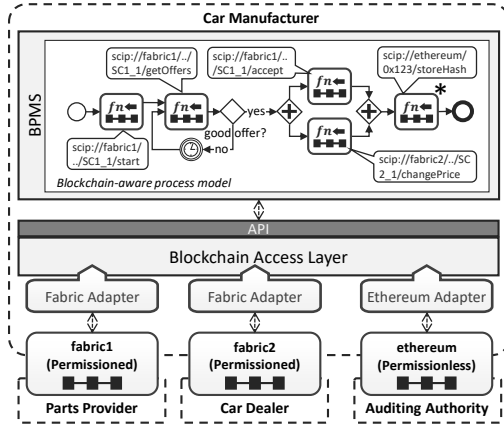 Car Manufacturer
BPMS
scip://fabric1/../
SC1_1/getOffers
scip://fabric1/..
/SC1_1/accept
scip://ethereum/
0x123/storeHash
fn
fn
fn
fn
fn
*
yes
good offer?
no
scip://fabric1/
../SC1_1/start
scip://fabric2/../SC
2_1/changePrice
Blockchain-aware process model
API
Blockchain Access Layer
Fabric Adapter
Fabric Adapter
Ethereum Adapter
fabric1
(Permissioned)
fabric2
(Permissioned)
ethereum
(Permissionless)
Parts Provider
Car Dealer
Auditing Authority